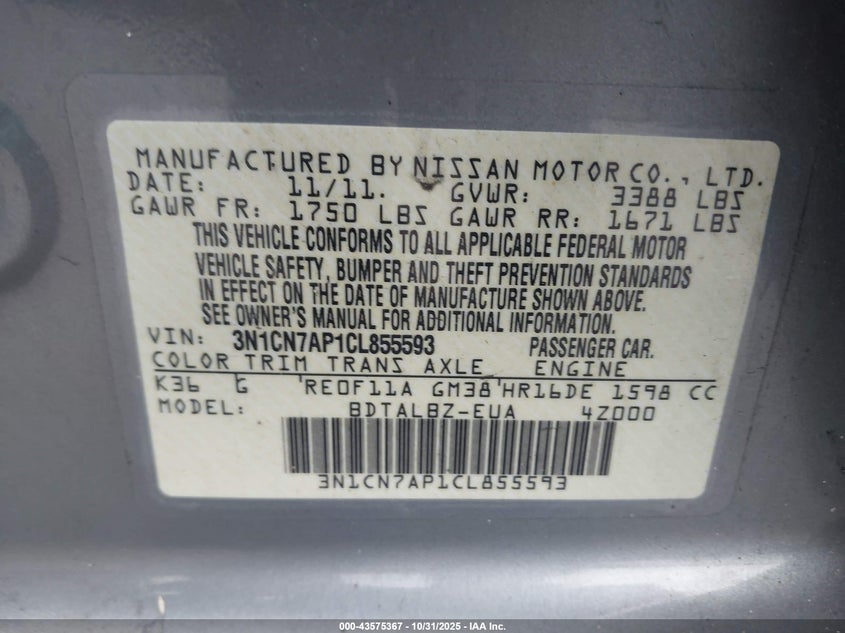 MANUFACTURED BY NISSAN MOTOR CO., LTD.
DATE: 11/11. GVWR: 3388 LBS
GAWR FR: 1750 LBS GAWR RR: 1671 LBS
THIS VEHICLE CONFORMS TO ALL APPLICABLE FEDERAL MOTOR
VEHICLE SAFETY, BUMPER AND THEFT PREVENTION STANDARDS
IN EFFECT ON THE DATE OF MANUFACTURE SHOWN ABOVE.
SEE OWNER'S MANUAL FOR ADDITIONAL INFORMATION.
VIN: 3N1CN7AP1CL855593 PASSENGER CAR.
COLOR TRIM TRANS AXLE ENGINE
K36 G RE0F11A GM38 HR16DE 1598 CC
MODEL: BDTALBZ-EUA 4Z000
3N1CN7AP1CL855593
000-43575367 - 10/31/2025 - IAA Inc.